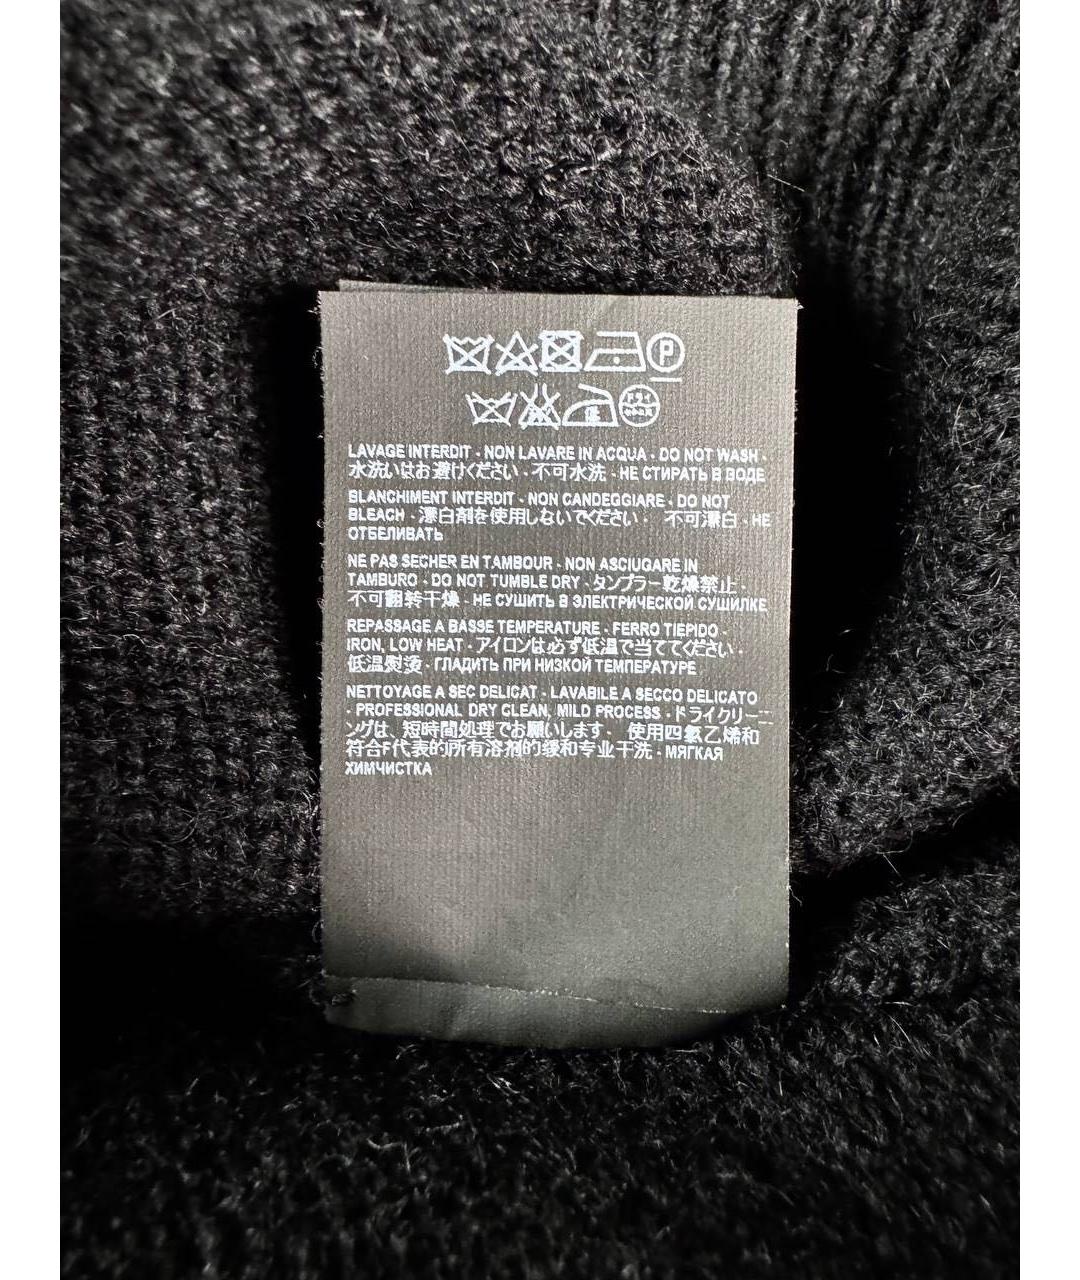 P
ドライ
LAVAGE INTERDIT - NON LAVARE IN ACQUA - DO NOT WASH -
水洗いはお避けください - 不可水洗 - НЕ СТИРАТЬ В ВОДЕ
BLANCHIMENT INTERDIT - NON CANDEGGIARE - DO NOT
BLEACH - 漂白剤を使用しないでください - 不可漂白 - НЕ
ОТБЕЛИВАТЬ
NE PAS SECHER EN TAMBOUR - NON ASCIUGARE IN
TAMBURO - DO NOT TUMBLE DRY - タンブラー乾燥禁止 -
不可翻转干燥 - НЕ СУШИТЬ В ЭЛЕКТРИЧЕСКОЙ СУШИЛКЕ
REPASSAGE A BASSE TEMPERATURE - FERRO TIEPIDO -
IRON, LOW HEAT - アイロンは必ず低温で当ててください -
低温熨烫 - ГЛАДИТЬ ПРИ НИЗКОЙ ТЕМПЕРАТУРЕ
NETTOYAGE A SEC DELICAT - LAVABILE A SECCO DELICATO
- PROFESSIONAL DRY CLEAN, MILD PROCESS - ドライクリーニ
ングは、短時間処理でお願いします - 使用四氯乙烯和
符合F代表的所有溶剂的缓和专业干洗 - МЯГКАЯ
ХИМЧИСТКА